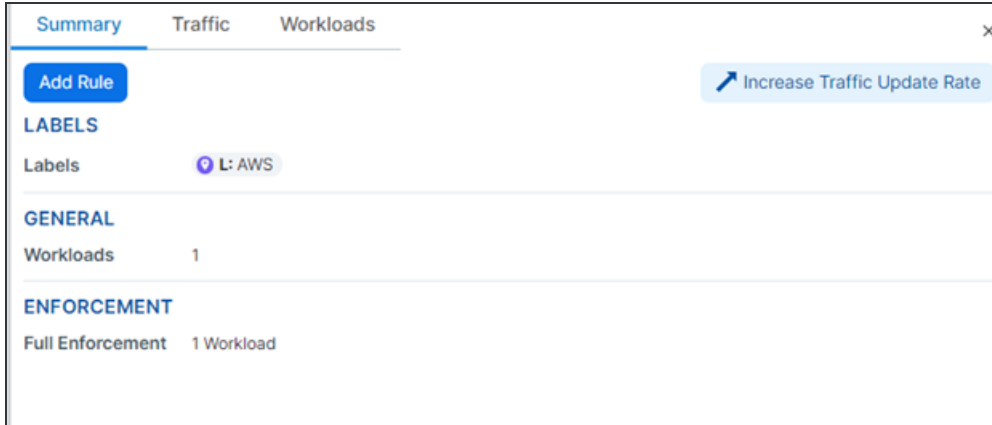 Summary Traffic Workloads ×
Add Rule Increase Traffic Update Rate
LABELS
Labels L: AWS
GENERAL
Workloads 1
ENFORCEMENT
Full Enforcement 1 Workload